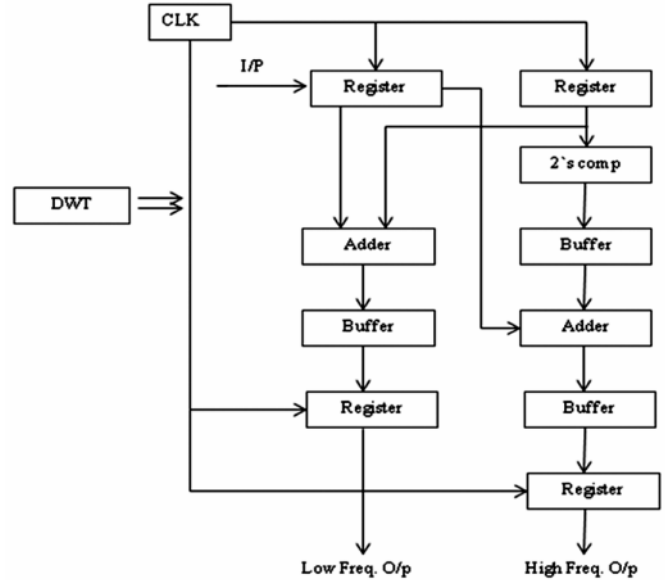 CLK
I/P
Register
Register
2`s comp
DWT
Adder
Buffer
Buffer
Adder
Register
Buffer
Register
Low Freq. O/p
High Freq. O/p